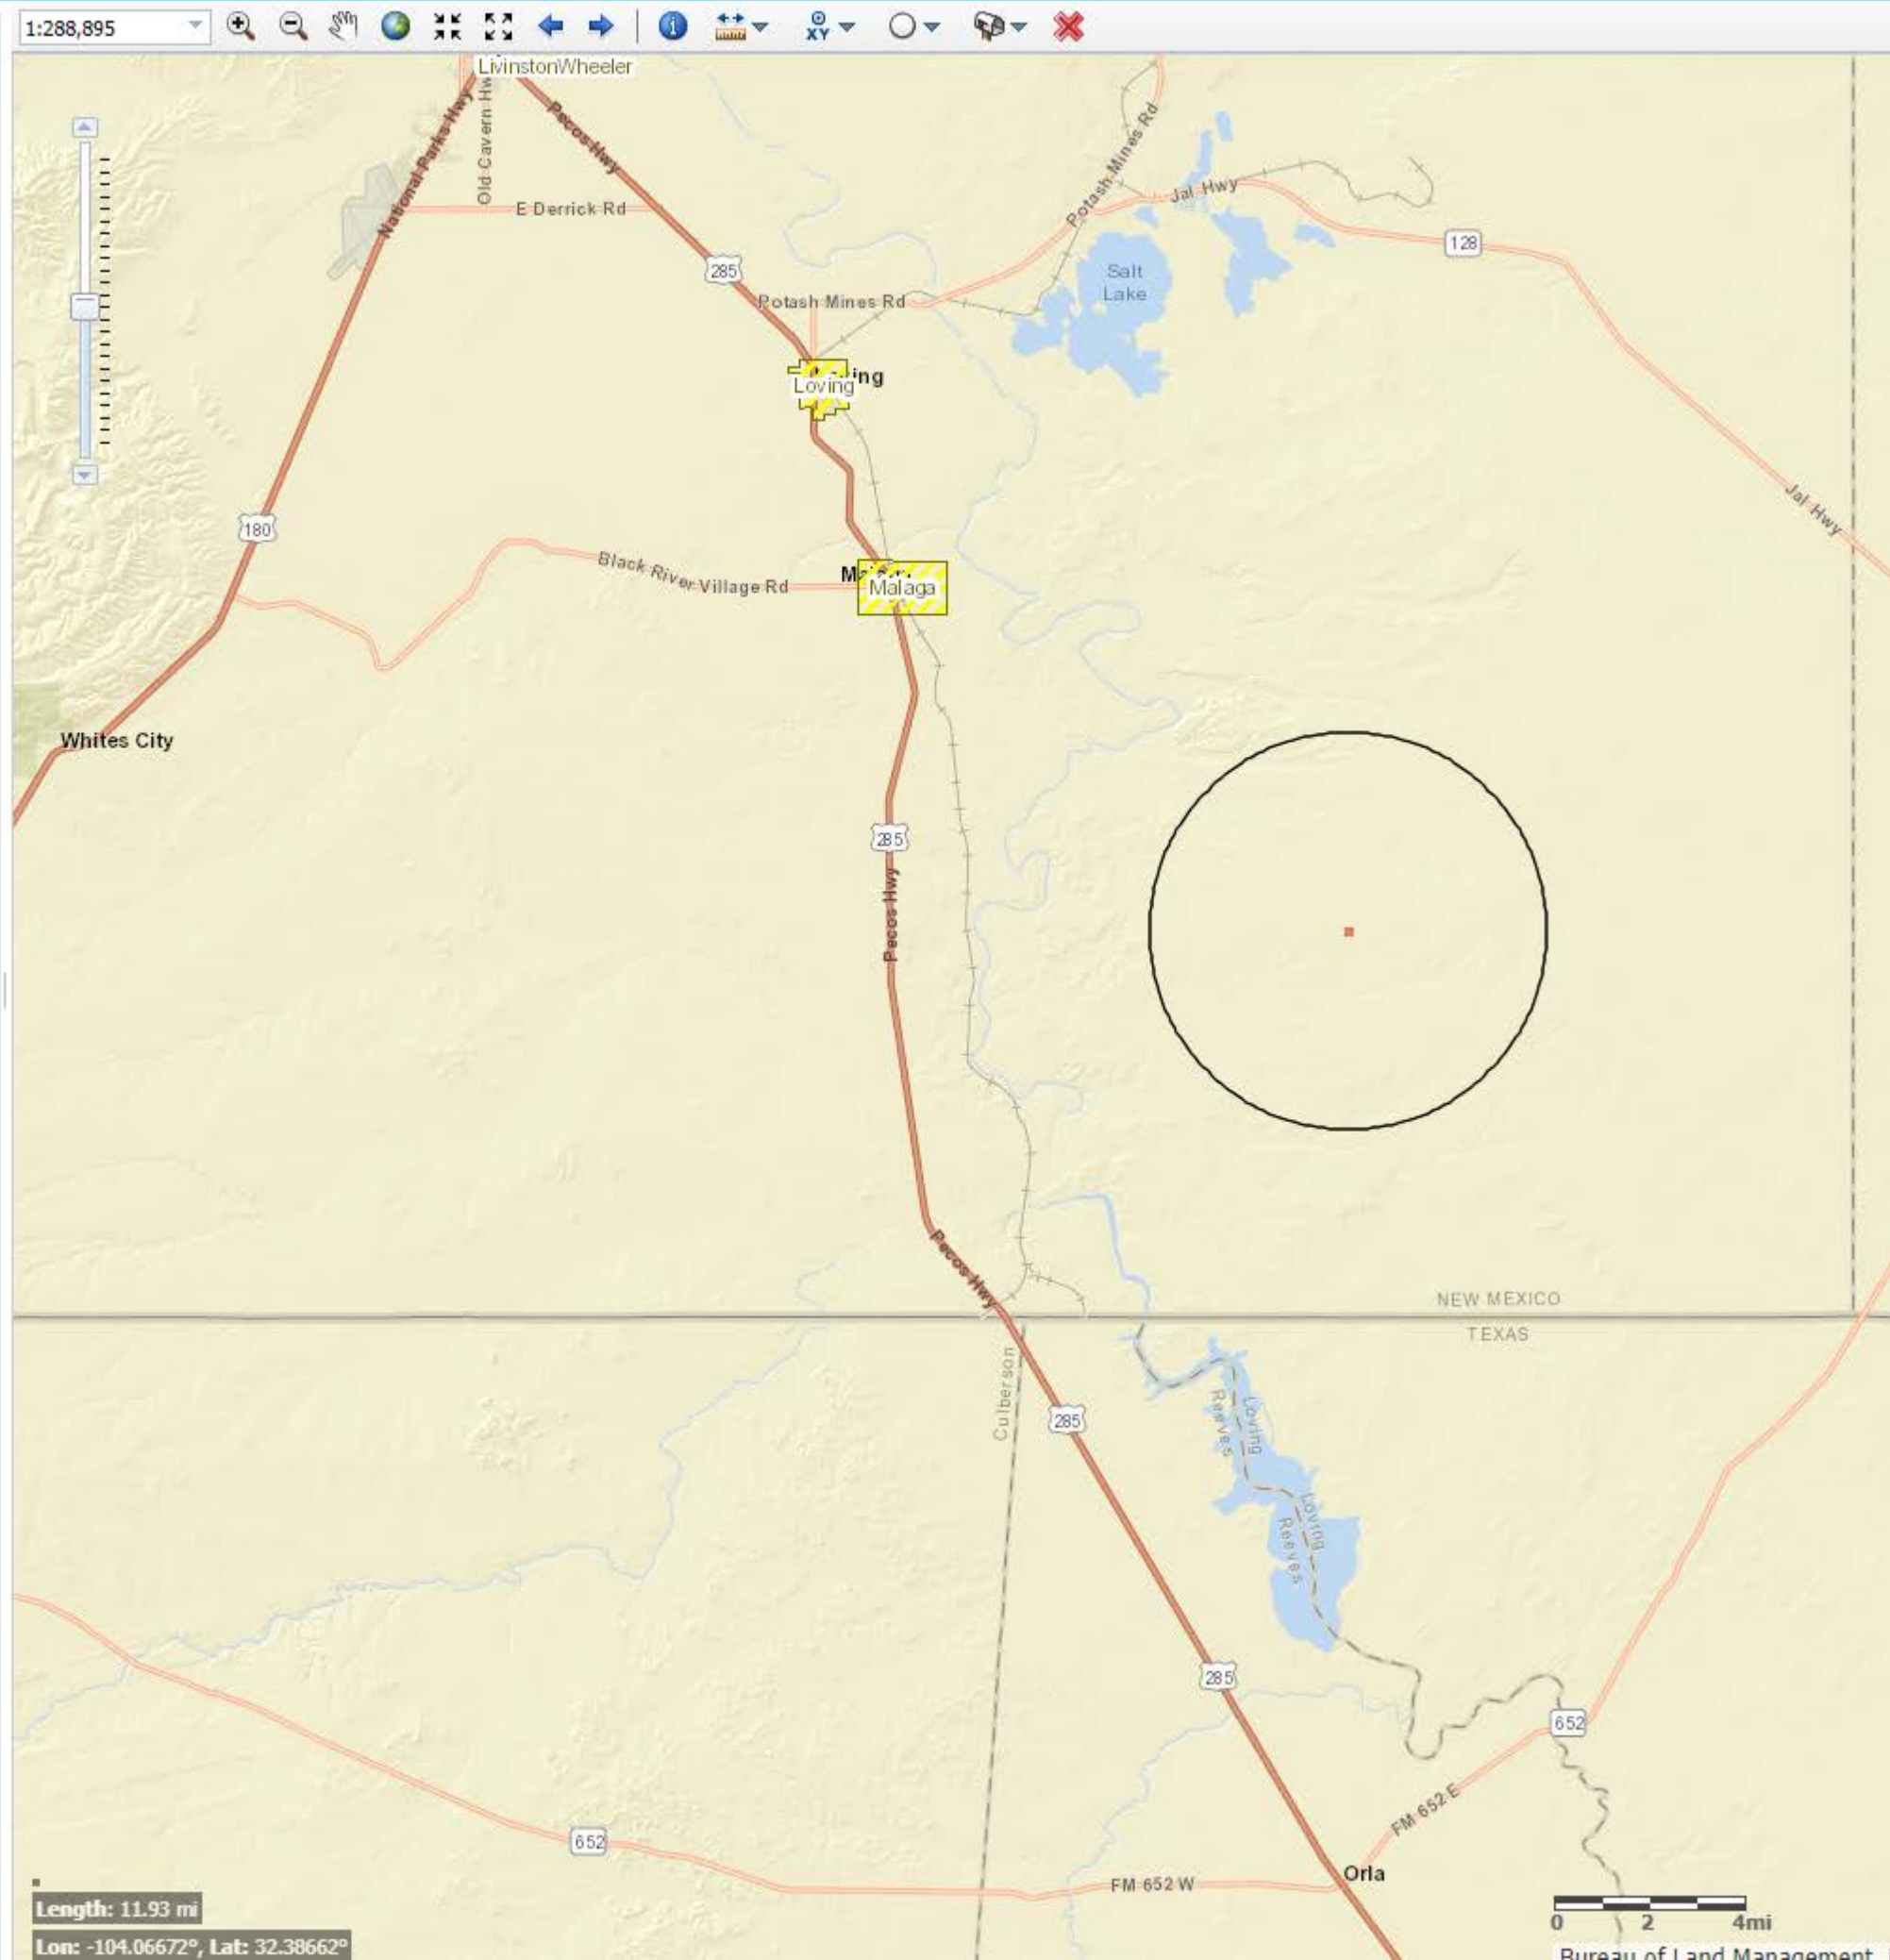 1:288,895
XY
LivinstonWheeler
National Parks Hwy
Old Cavern Hwy
Pecos Hwy
E Derrick Rd
Potash Mines Rd
Jal Hwy
128
285
Salt
Lake
Potash Mines Rd
Loving
Jal Hwy
180
Black River Village Rd
Malaga
Whites City
285
Pecos Hwy
Pecos Hwy
NEW MEXICO
TEXAS
Culberson
285
Loving
Reeves
Loving
Reeves
285
652
FM 652 E
652
Orla
FM 652 W
Length: 11.93 mi
0 2 4mi
Lon: -104.06672°, Lat: 32.38662°
Bureau of Land Management